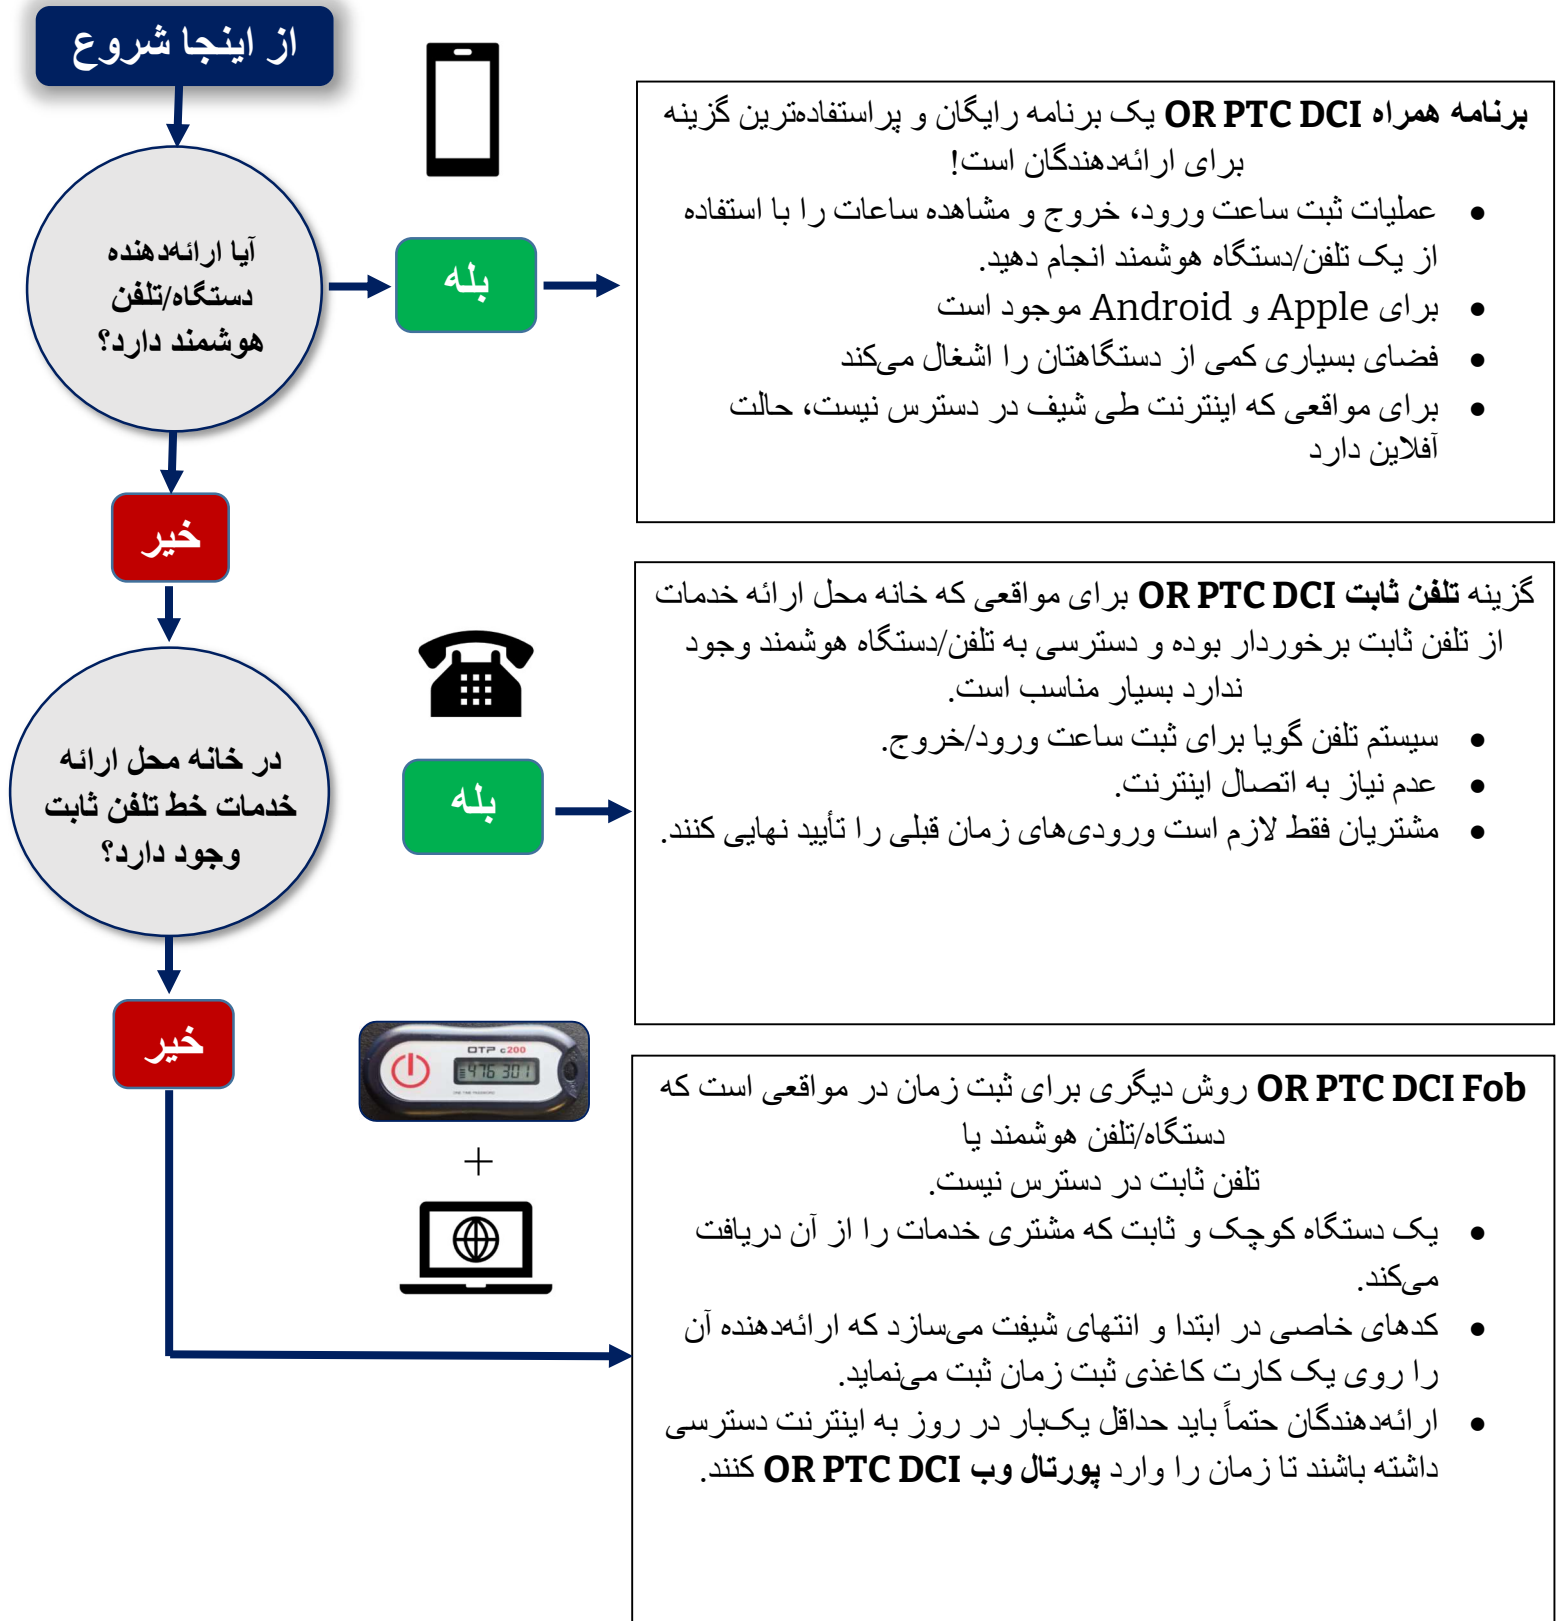 از اینجا شروع
آیا ارائه‌دهنده
دستگاه/تلفن
هوشمند دارد؟
بله
برنامه همراه OR PTC DCI یک برنامه رایگان و پراستفاده‌ترین گزینه
برای ارائه‌دهندگان است!
• عملیات ثبت ساعت ورود، خروج و مشاهده ساعات را با استفاده
از یک تلفن/دستگاه هوشمند انجام دهید.
• برای Apple و Android موجود است
• فضای بسیاری کمی از دستگاهتان را اشغال می‌کند
• برای مواقعی که اینترنت طی شیف در دسترس نیست، حالت
آفلاین دارد
خیر
در خانه محل ارائه
خدمات خط تلفن ثابت
وجود دارد؟
بله
گزینه تلفن ثابت OR PTC DCI برای مواقعی که خانه محل ارائه خدمات
از تلفن ثابت برخوردار بوده و دسترسی به تلفن/دستگاه هوشمند وجود
ندارد بسیار مناسب است.
• سیستم تلفن گویا برای ثبت ساعت ورود/خروج.
• عدم نیاز به اتصال اینترنت.
• مشتریان فقط لازم است ورودی‌های زمان قبلی را تأیید نهایی کنند.
خیر
OTP c200
976 301
+
OR PTC DCI Fob روش دیگری برای ثبت زمان در مواقعی است که
دستگاه/تلفن هوشمند یا
تلفن ثابت در دسترس نیست.
• یک دستگاه کوچک و ثابت که مشتری خدمات را از آن دریافت
می‌کند.
• کدهای خاصی در ابتدا و انتهای شیفت می‌سازد که ارائه‌دهنده آن
را روی یک کارت کاغذی ثبت زمان ثبت می‌نماید.
• ارائه‌دهندگان حتماً باید حداقل یک‌بار در روز به اینترنت دسترسی
داشته باشند تا زمان را وارد پورتال وب OR PTC DCI کنند.